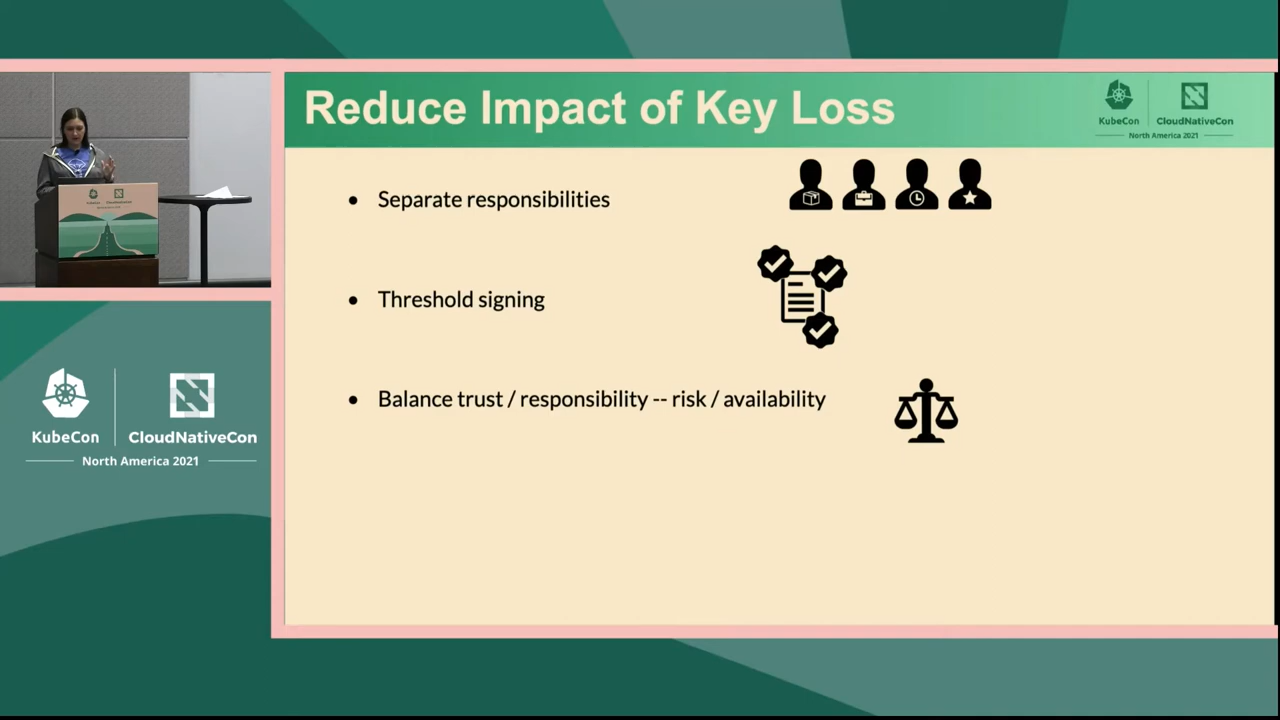 Reduce Impact of Key Loss
KubeCon
CloudNativeCon
North America 2021
• Separate responsibilities
• Threshold signing
• Balance trust / responsibility -- risk / availability
KubeCon
CloudNativeCon
North America 2021